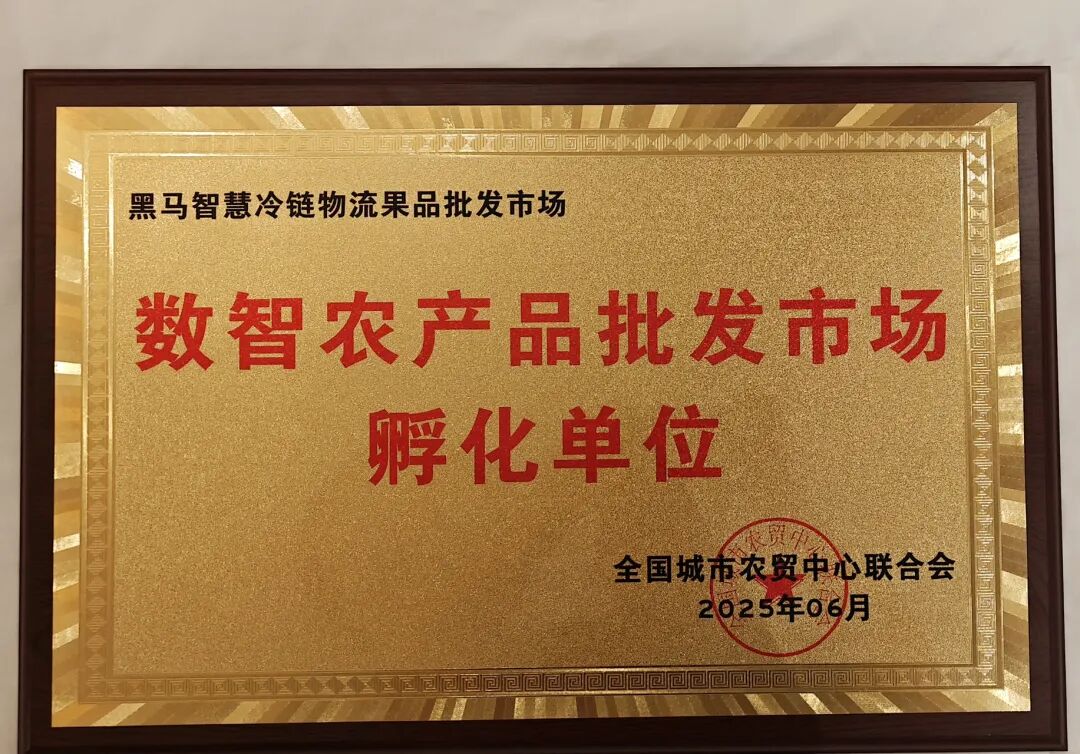 黑马智慧冷链物流果品批发市场
数智农产品批发市场
孵化单位
全国城市农贸中心联合会
2025年06月